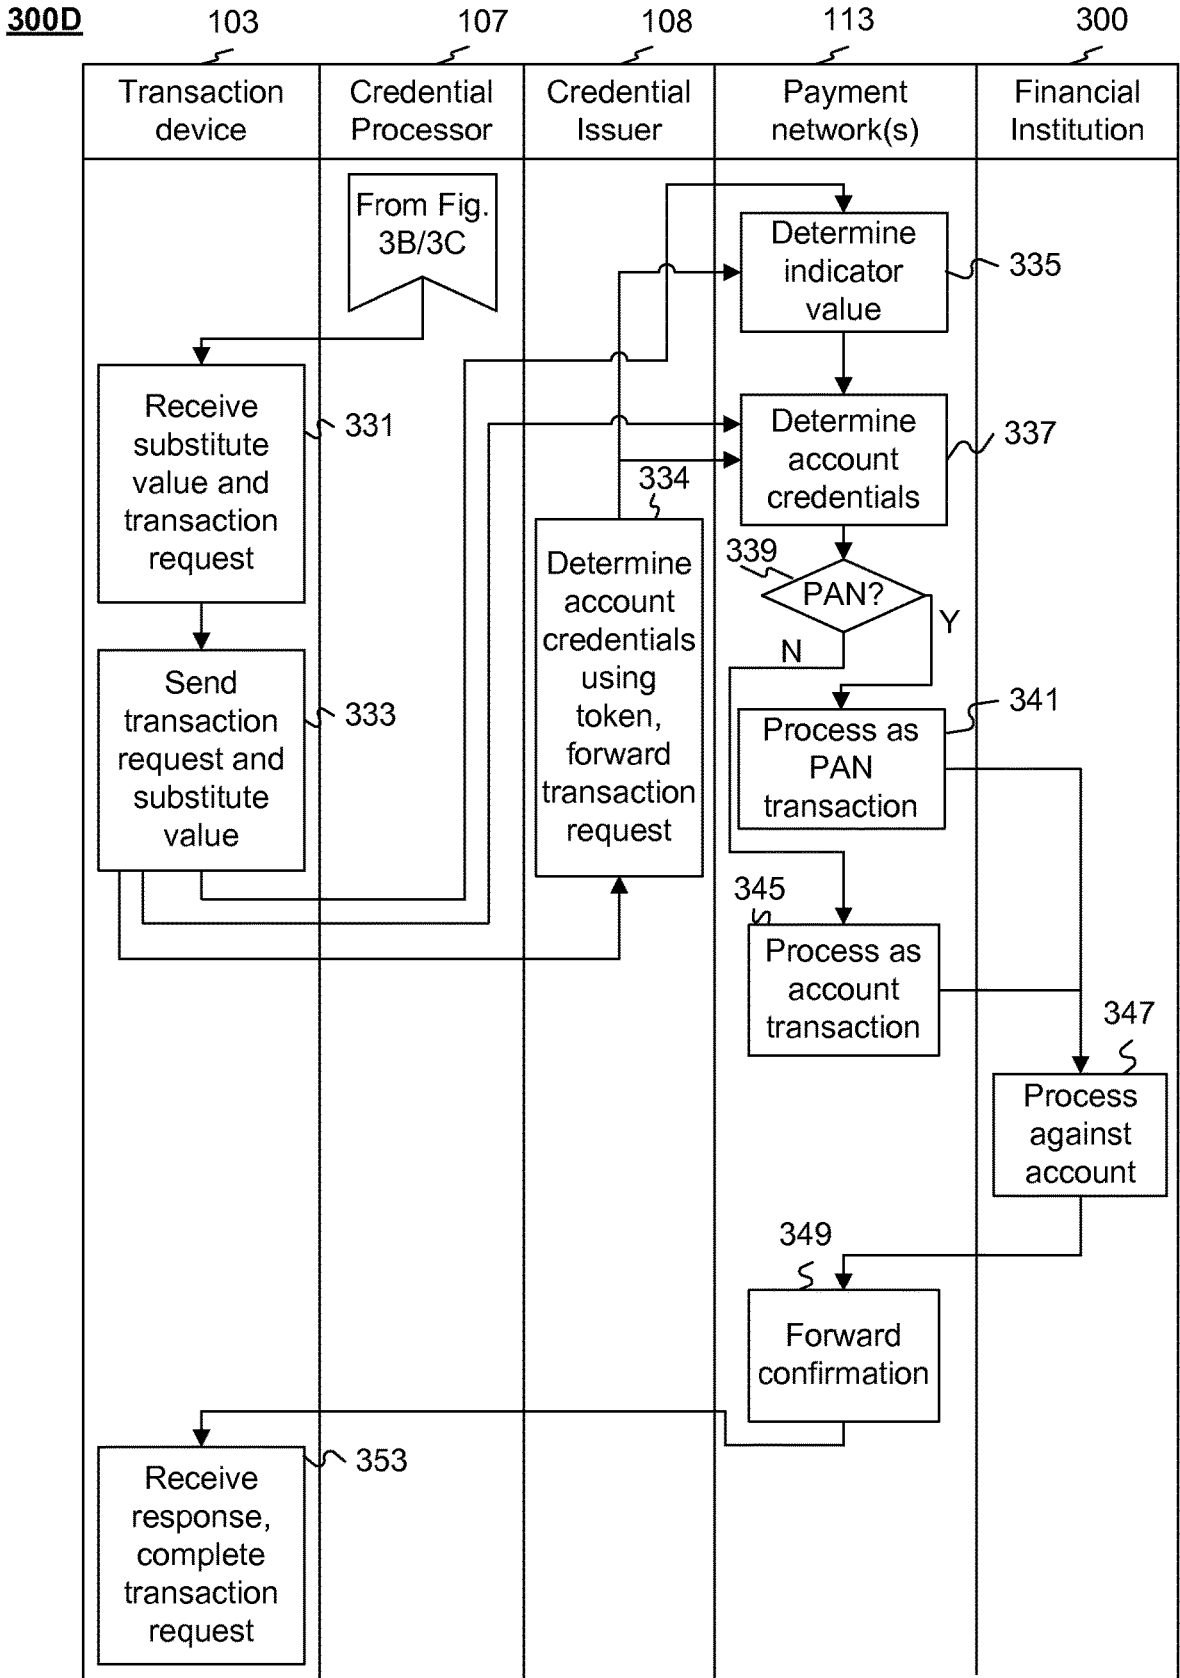 300D
103
107
108
113
300
Transaction
device
Credential
Processor
Credential
Issuer
Payment
network(s)
Financial
Institution
From Fig.
3B/3C
Determine
indicator
value
335
Receive
substitute
value and
transaction
request
331
Determine
account
credentials
337
334
Determine
account
credentials
using
token,
forward
transaction
request
339
PAN?
Y
N
Send
transaction
request and
substitute
value
333
341
Process as
PAN
transaction
345
Process as
account
transaction
347
Process
against
account
349
Forward
confirmation
353
Receive
response,
complete
transaction
request